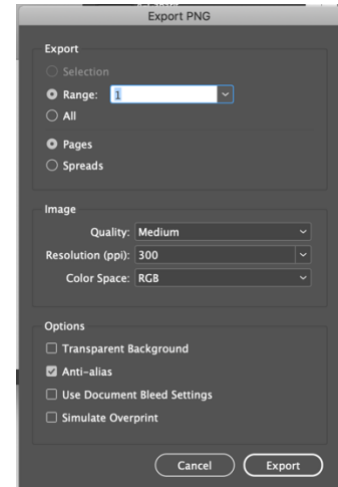 Export PNG
Export
Selection
Range: 1
All
Pages
Spreads
Image
Quality: Medium
Resolution (ppi): 300
Color Space: RGB
Options
Transparent Background
Anti-alias
Use Document Bleed Settings
Simulate Overprint
Cancel Export